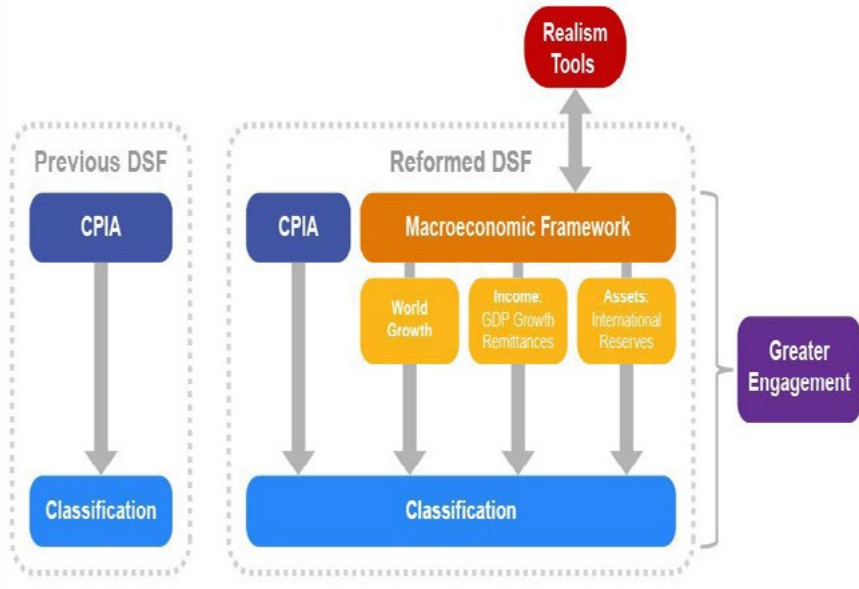 Realism
Tools
Previous DSF
Reformed DSF
CPIA
CPIA
Macroeconomic Framework
World
Growth
Income:
GDP Growth
Remittances
Assets:
International
Reserves
Greater
Engagement
Classification
Classification